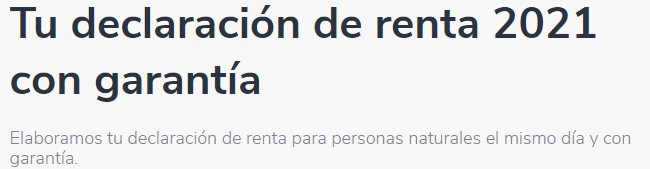 Tu declaración de renta 2021
con garantía
Elaboramos tu declaración de renta para personas naturales el mismo día y con
garantía.